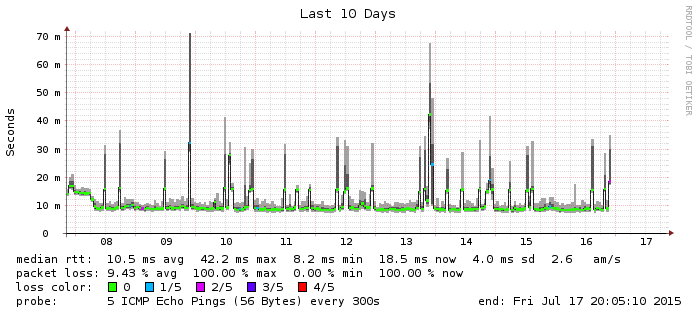 Last 10 Days
RRDTOOL / TOBI OETIKER
Seconds
70 m
60 m
50 m
40 m
30 m
20 m
10 m
0
08 09 10 11 12 13 14 15 16 17
median rtt: 10.5 ms avg 42.2 ms max 8.2 ms min 18.5 ms now 4.0 ms sd 2.6 am/s
packet loss: 9.43 % avg 100.00 % max 0.00 % min 100.00 % now
loss color: 0 1/5 2/5 3/5 4/5
probe: 5 ICMP Echo Pings (56 Bytes) every 300s end: Fri Jul 17 20:05:10 2015